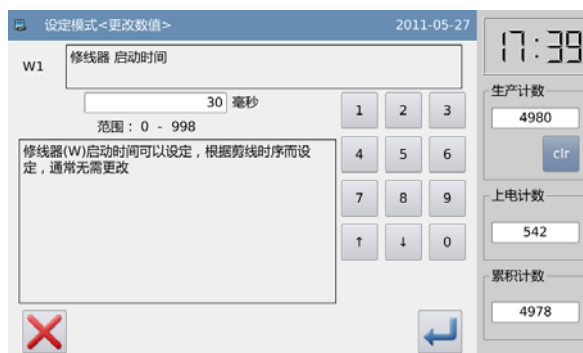 设定模式<更改数值>
2011-05-27
17:39
W1
修线器 启动时间
30 毫秒
范围：0 - 998
修线器(W)启动时间可以设定，根据剪线时序而设
定，通常无需更改
1 2 3
4 5 6
7 8 9
↑ ↓ 0
生产计数
4980
clr
上电计数
542
累积计数
4978